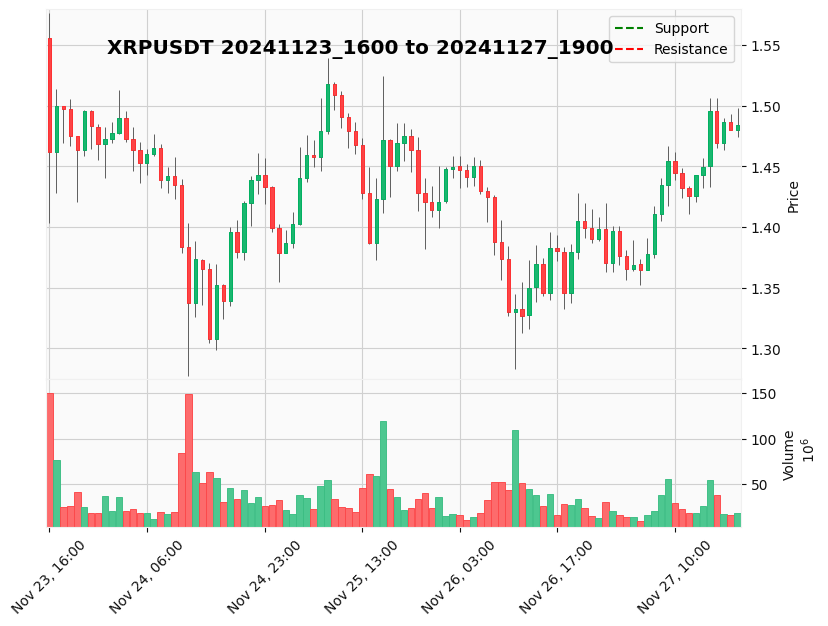 XRPUSDT 20241123_1600 to 20241127_1900
Support
Resistance
1.55
1.50
1.45
1.40
1.35
1.30
Price
150
100
50
Volume
10^6
Nov 23, 16:00
Nov 24, 06:00
Nov 24, 23:00
Nov 25, 13:00
Nov 26, 03:00
Nov 26, 17:00
Nov 27, 10:00